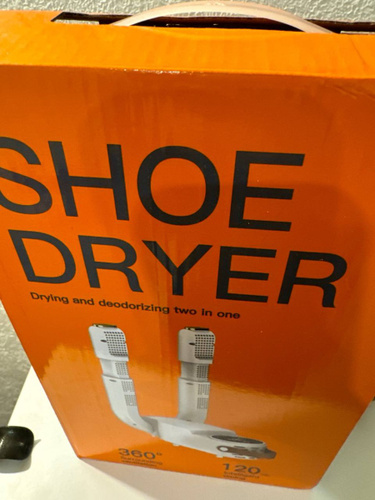 SHOE
DRYER
Drying and deodorizing two in one
360°
120